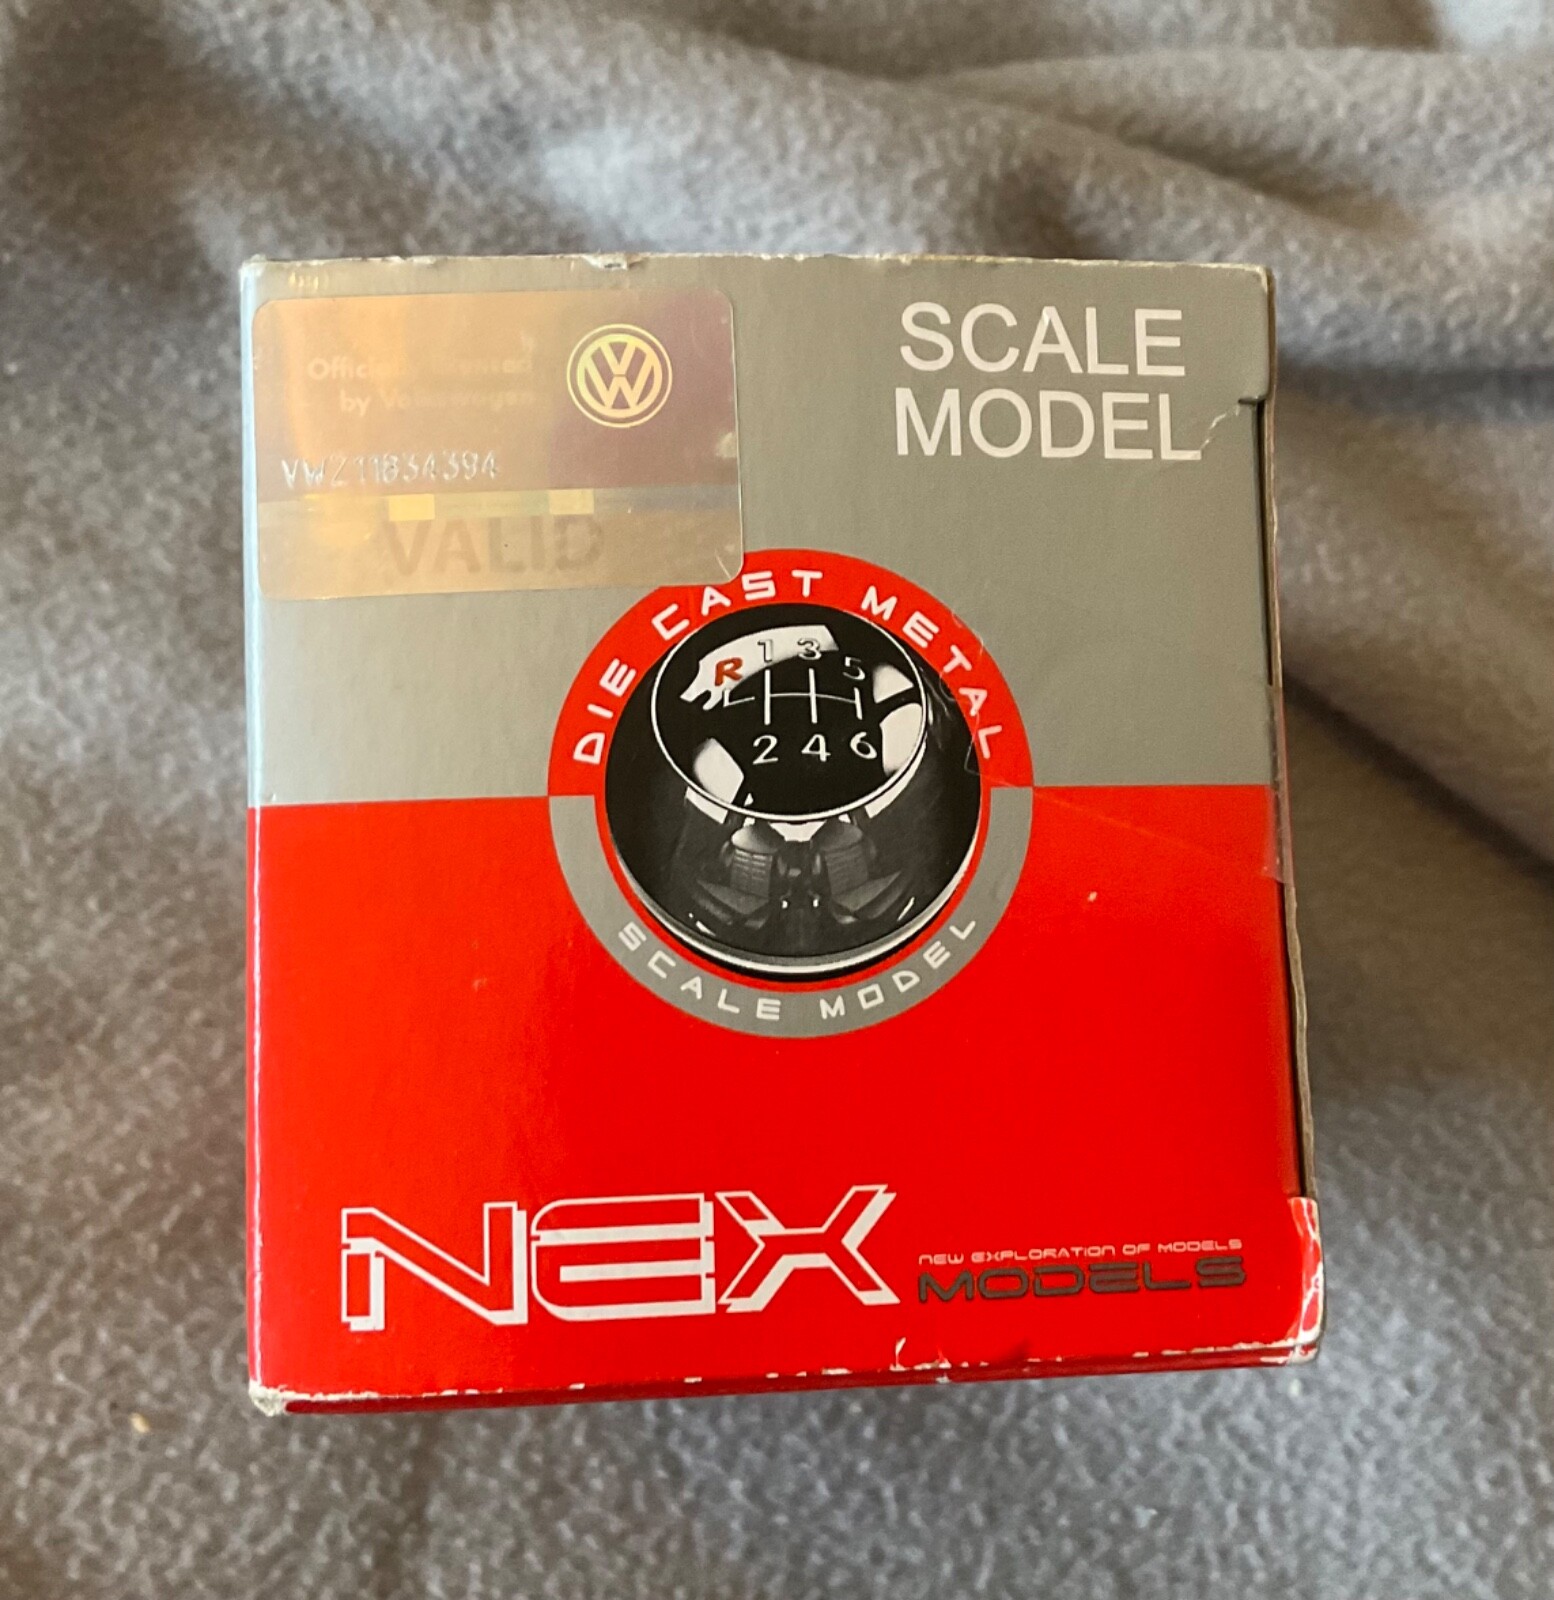 Officially licensed
by Volkswagen
VW211834394
VALID
SCALE
MODEL
DIE CAST METAL
R 1 3 5
2 4 6
SCALE MODEL
NEX
NEW EXPLORATION OF MODELS
MODELS